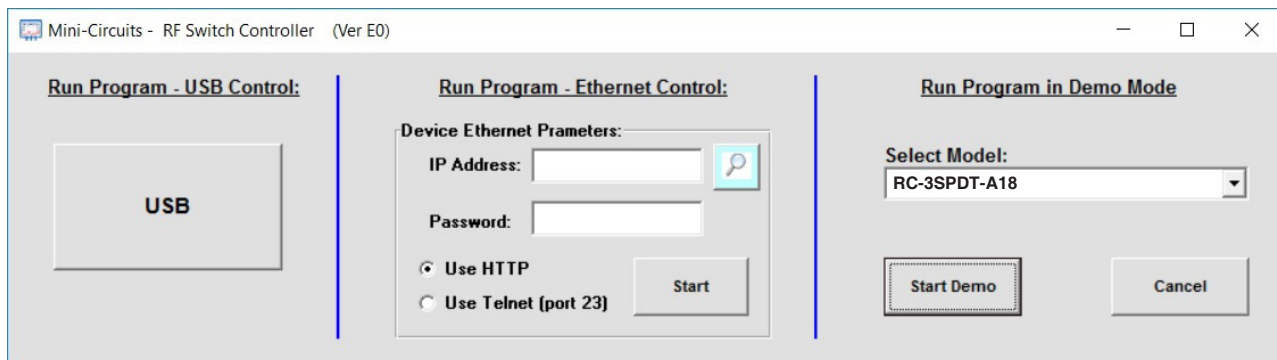 Mini-Circuits - RF Switch Controller (Ver E0)
Run Program - USB Control:
USB
Run Program - Ethernet Control:
Device Ethernet Prameters:
IP Address:
Password:
Use HTTP
Use Telnet (port 23)
Start
Run Program in Demo Mode
Select Model:
RC-3SPDT-A18
Start Demo
Cancel